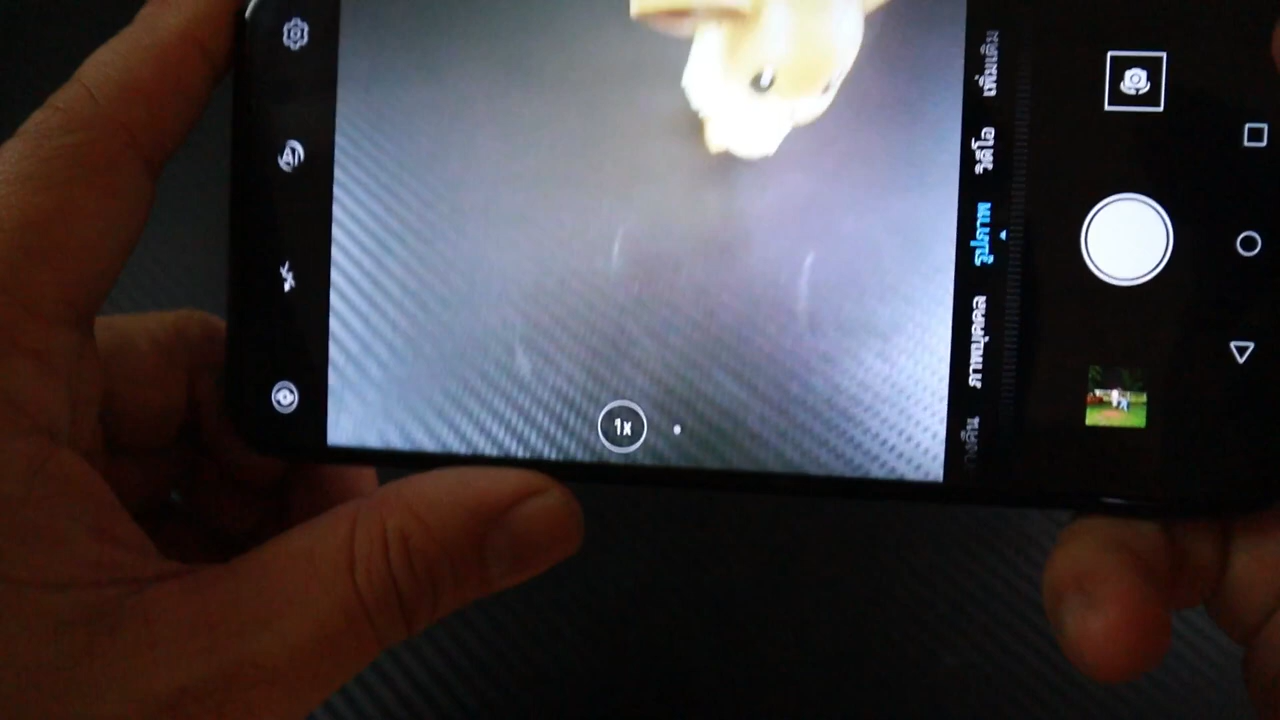 เพิ่มเติม
วิดีโอ
รูปภาพ
ภาพบุคคล
1x